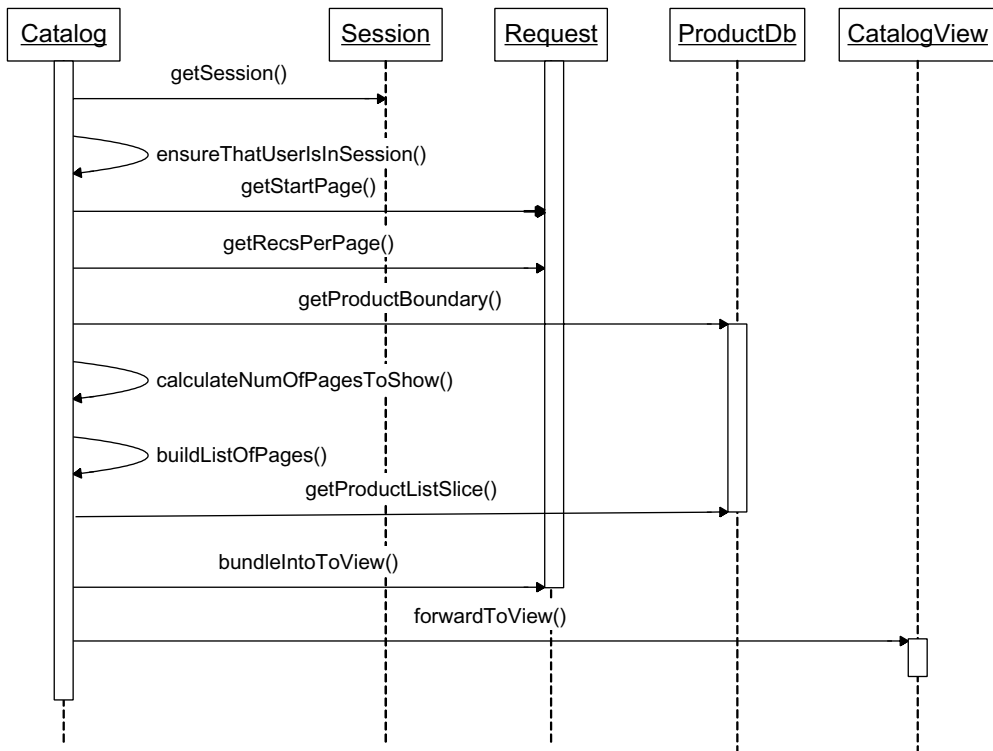 Catalog
Session
Request
ProductDb
CatalogView
getSession()
ensureThatUserIsInSession()
getStartPage()
getRecsPerPage()
getProductBoundary()
calculateNumOfPagesToShow()
buildListOfPages()
getProductListSlice()
bundleIntoToView()
forwardToView()